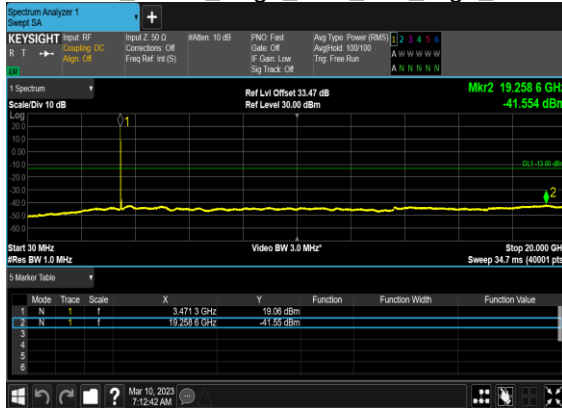 Spectrum Analyzer 1
Swept SA
+
KEYSIGHT Input: RF Input Z: 50 Ω #Atten: 10 dB PNO: Fast Avg Type: Power (RMS) 1 2 3 4 5 6
R T Coupling: DC Corrections: Off Gate: Off Avg|Hold: 100/100 A W W W W W
Align: Off Freq Ref: Int (S) IF Gain: Low Trig: Free Run
LU Sig Track: Off A N N N N N
1 Spectrum Ref Lvl Offset 33.47 dB Mkr2 19.258 6 GHz
Scale/Div 10 dB Ref Level 30.00 dBm -41.554 dBm
Log
20.0
10.0
0.00
-10.0
-20.0
-30.0
-40.0
-50.0
-60.0
1
DL1 -13.00 dBm
2
Start 30 MHz Video BW 3.0 MHz* Stop 20.000 GHz
#Res BW 1.0 MHz Sweep 34.7 ms (40001 pts)
5 Marker Table
Mode Trace Scale X Y Function Function Width Function Value
1 N 1 f 3.471 3 GHz 19.06 dBm
2 N 1 f 19.258 6 GHz -41.55 dBm
3
4
5
6
? Mar 10, 2023
7:12:42 AM